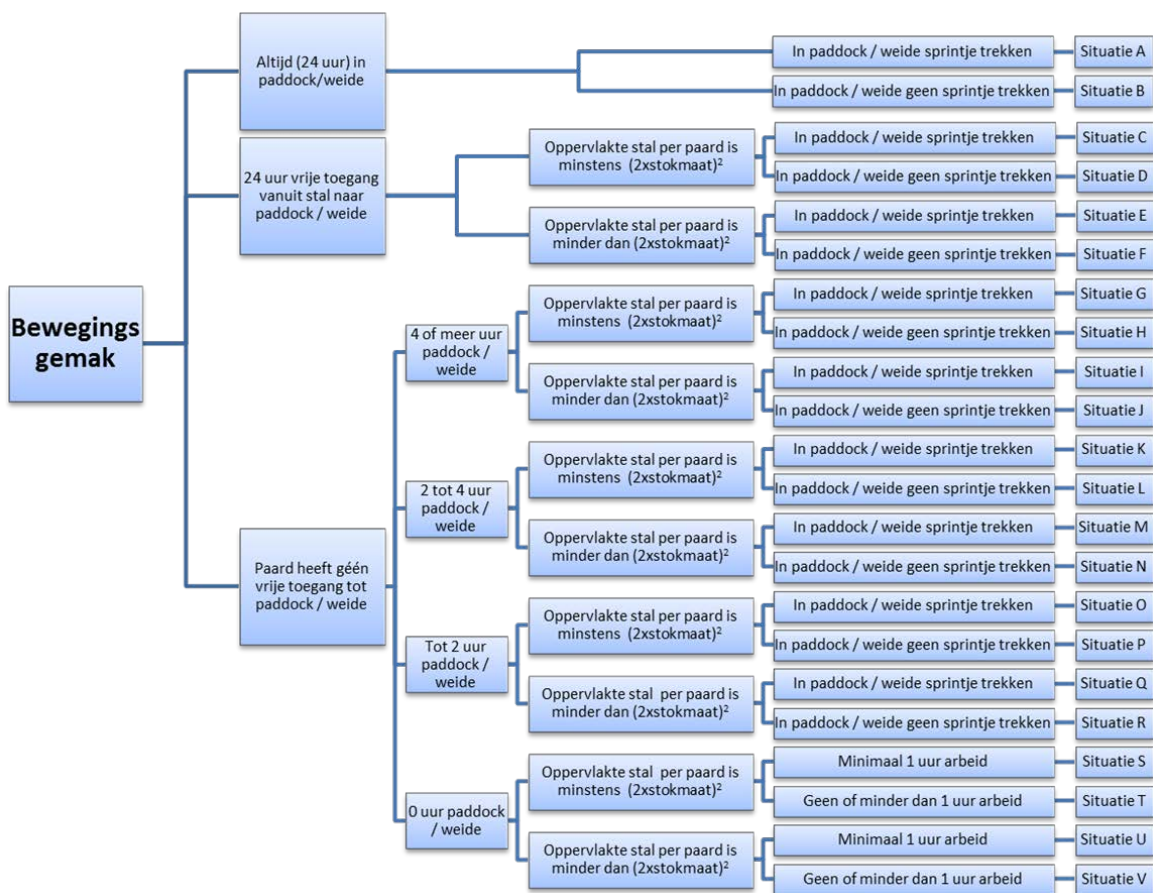 Bewegings
gemak
Altijd (24 uur) in
paddock/weide
In paddock / weide sprintje trekken
Situatie A
In paddock / weide geen sprintje trekken
Situatie B
24 uur vrije toegang
vanuit stal naar
paddock / weide
Oppervlakte stal per paard is
minstens (2xstokmaat)²
In paddock / weide sprintje trekken
Situatie C
In paddock / weide geen sprintje trekken
Situatie D
Oppervlakte stal per paard is
minder dan (2xstokmaat)²
In paddock / weide sprintje trekken
Situatie E
In paddock / weide geen sprintje trekken
Situatie F
Paard heeft géén
vrije toegang tot
paddock / weide
4 of meer uur
paddock /
weide
Oppervlakte stal per paard is
minstens (2xstokmaat)²
In paddock / weide sprintje trekken
Situatie G
In paddock / weide geen sprintje trekken
Situatie H
Oppervlakte stal per paard is
minder dan (2xstokmaat)²
In paddock / weide sprintje trekken
Situatie I
In paddock / weide geen sprintje trekken
Situatie J
2 tot 4 uur
paddock /
weide
Oppervlakte stal per paard is
minstens (2xstokmaat)²
In paddock / weide sprintje trekken
Situatie K
In paddock / weide geen sprintje trekken
Situatie L
Oppervlakte stal per paard is
minder dan (2xstokmaat)²
In paddock / weide sprintje trekken
Situatie M
In paddock / weide geen sprintje trekken
Situatie N
Tot 2 uur
paddock /
weide
Oppervlakte stal per paard is
minstens (2xstokmaat)²
In paddock / weide sprintje trekken
Situatie O
In paddock / weide geen sprintje trekken
Situatie P
Oppervlakte stal per paard is
minder dan (2xstokmaat)²
In paddock / weide sprintje trekken
Situatie Q
In paddock / weide geen sprintje trekken
Situatie R
0 uur paddock
/ weide
Oppervlakte stal per paard is
minstens (2xstokmaat)²
Minimaal 1 uur arbeid
Situatie S
Geen of minder dan 1 uur arbeid
Situatie T
Oppervlakte stal per paard is
minder dan (2xstokmaat)²
Minimaal 1 uur arbeid
Situatie U
Geen of minder dan 1 uur arbeid
Situatie V